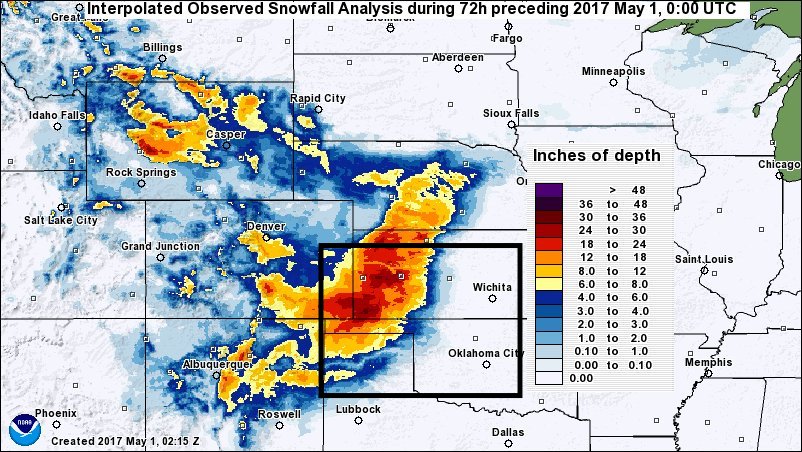 Interpolated Observed Snowfall Analysis during 72h preceding 2017 May 1, 0:00 UTC
Great
Fargo
Billings
Aberdeen
Minneapolis
Rapid City
Sioux Falls
Idaho Falls
Casper
Chicago
Rock Springs
Salt Lake City
Denver
Grand Junction
Saint Louis
Wichita
Oklahoma City
Albuquerque
Memphis
Phoenix
Roswell
Lubbock
Dallas
Inches of depth
> 48
36 to 48
30 to 36
24 to 30
18 to 24
12 to 18
8.0 to 12
6.0 to 8.0
4.0 to 6.0
3.0 to 4.0
2.0 to 3.0
1.0 to 2.0
0.10 to 1.0
0.00 to 0.10
0.00
NOAA
Created 2017 May 1, 02:15 Z